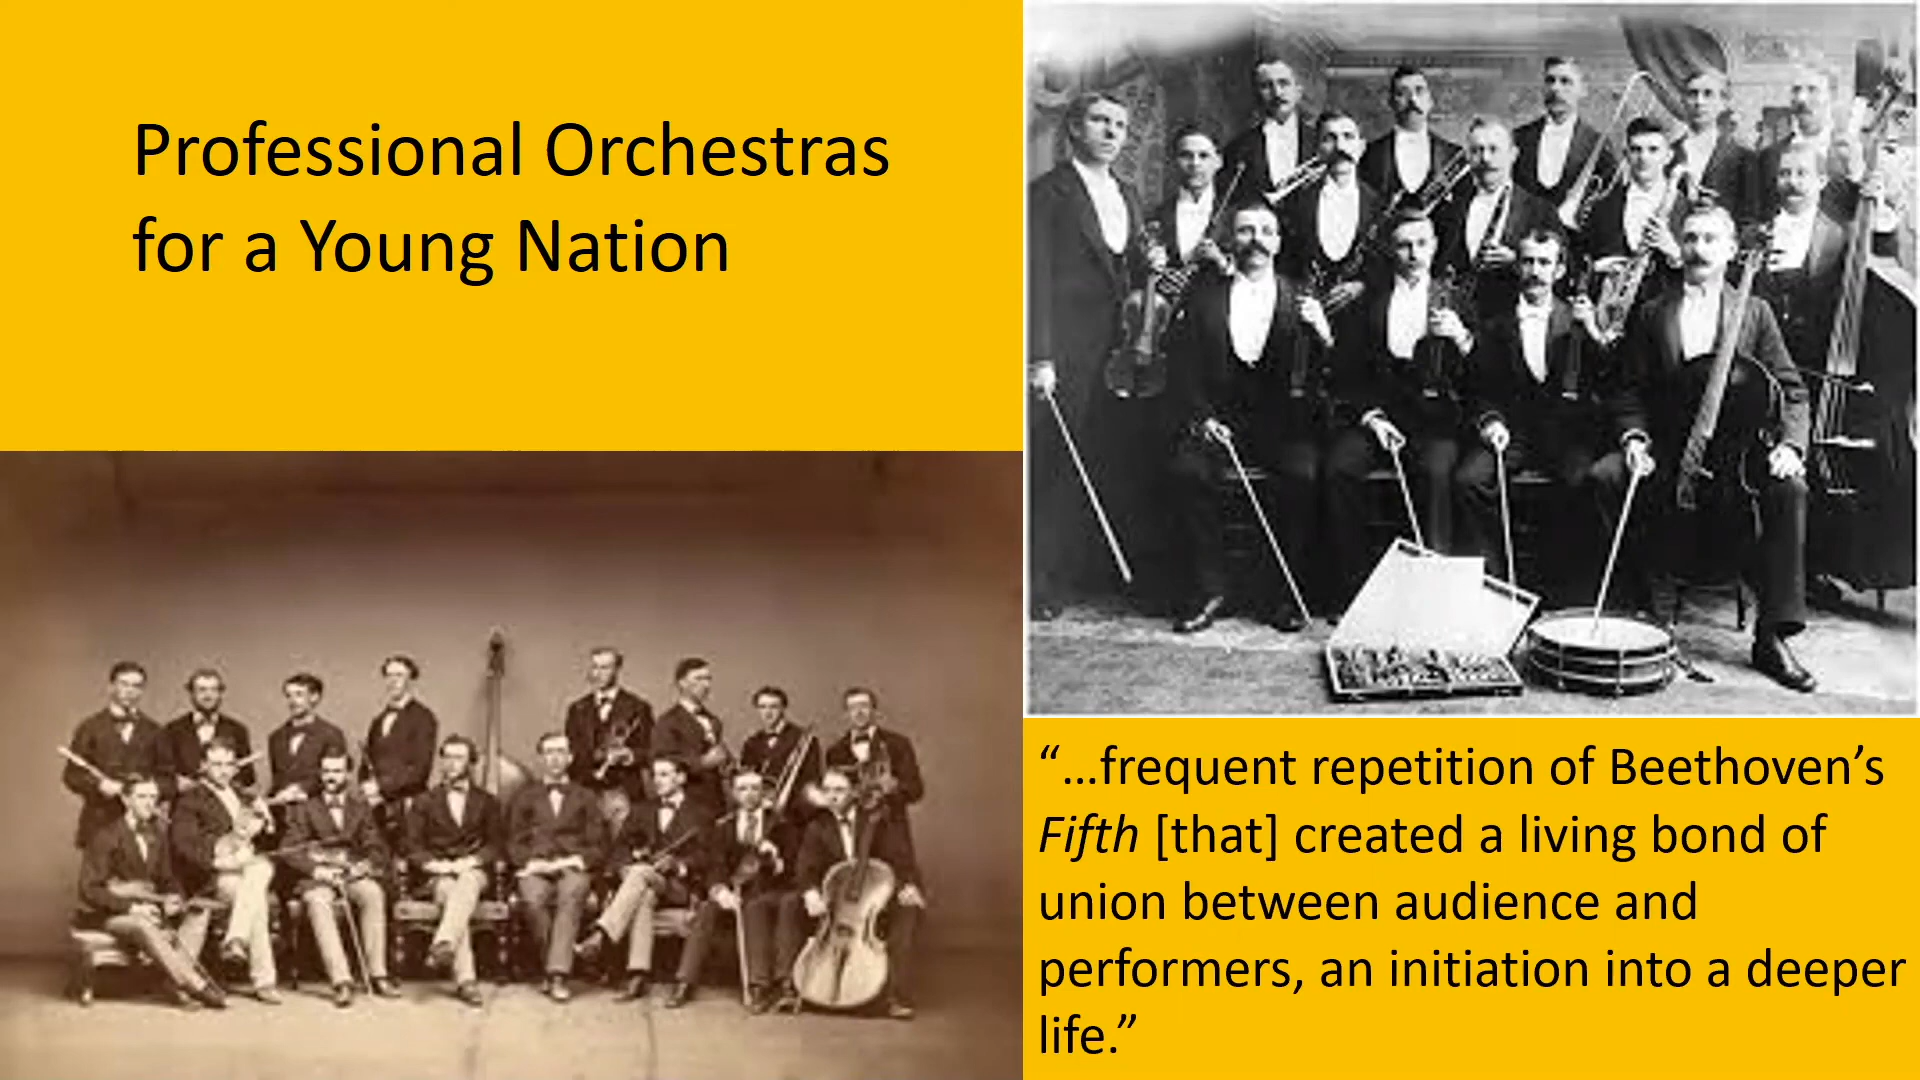 Professional Orchestras
for a Young Nation
“…frequent repetition of Beethoven’s
Fifth [that] created a living bond of
union between audience and
performers, an initiation into a deeper
life.”